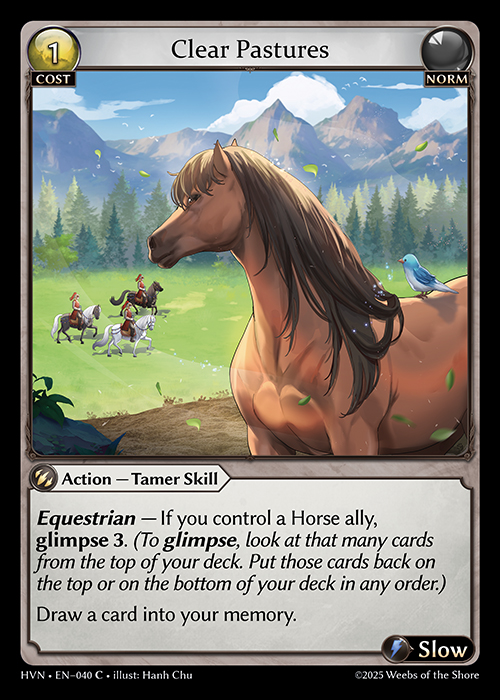 1
Clear Pastures
COST
NORM
Action — Tamer Skill
Equestrian — If you control a Horse ally,
glimpse 3. (To glimpse, look at that many cards
from the top of your deck. Put those cards back on
the top or on the bottom of your deck in any order.)
Draw a card into your memory.
Slow
HVN • EN–040 C • illust: Hanh Chu
©2025 Weebs of the Shore